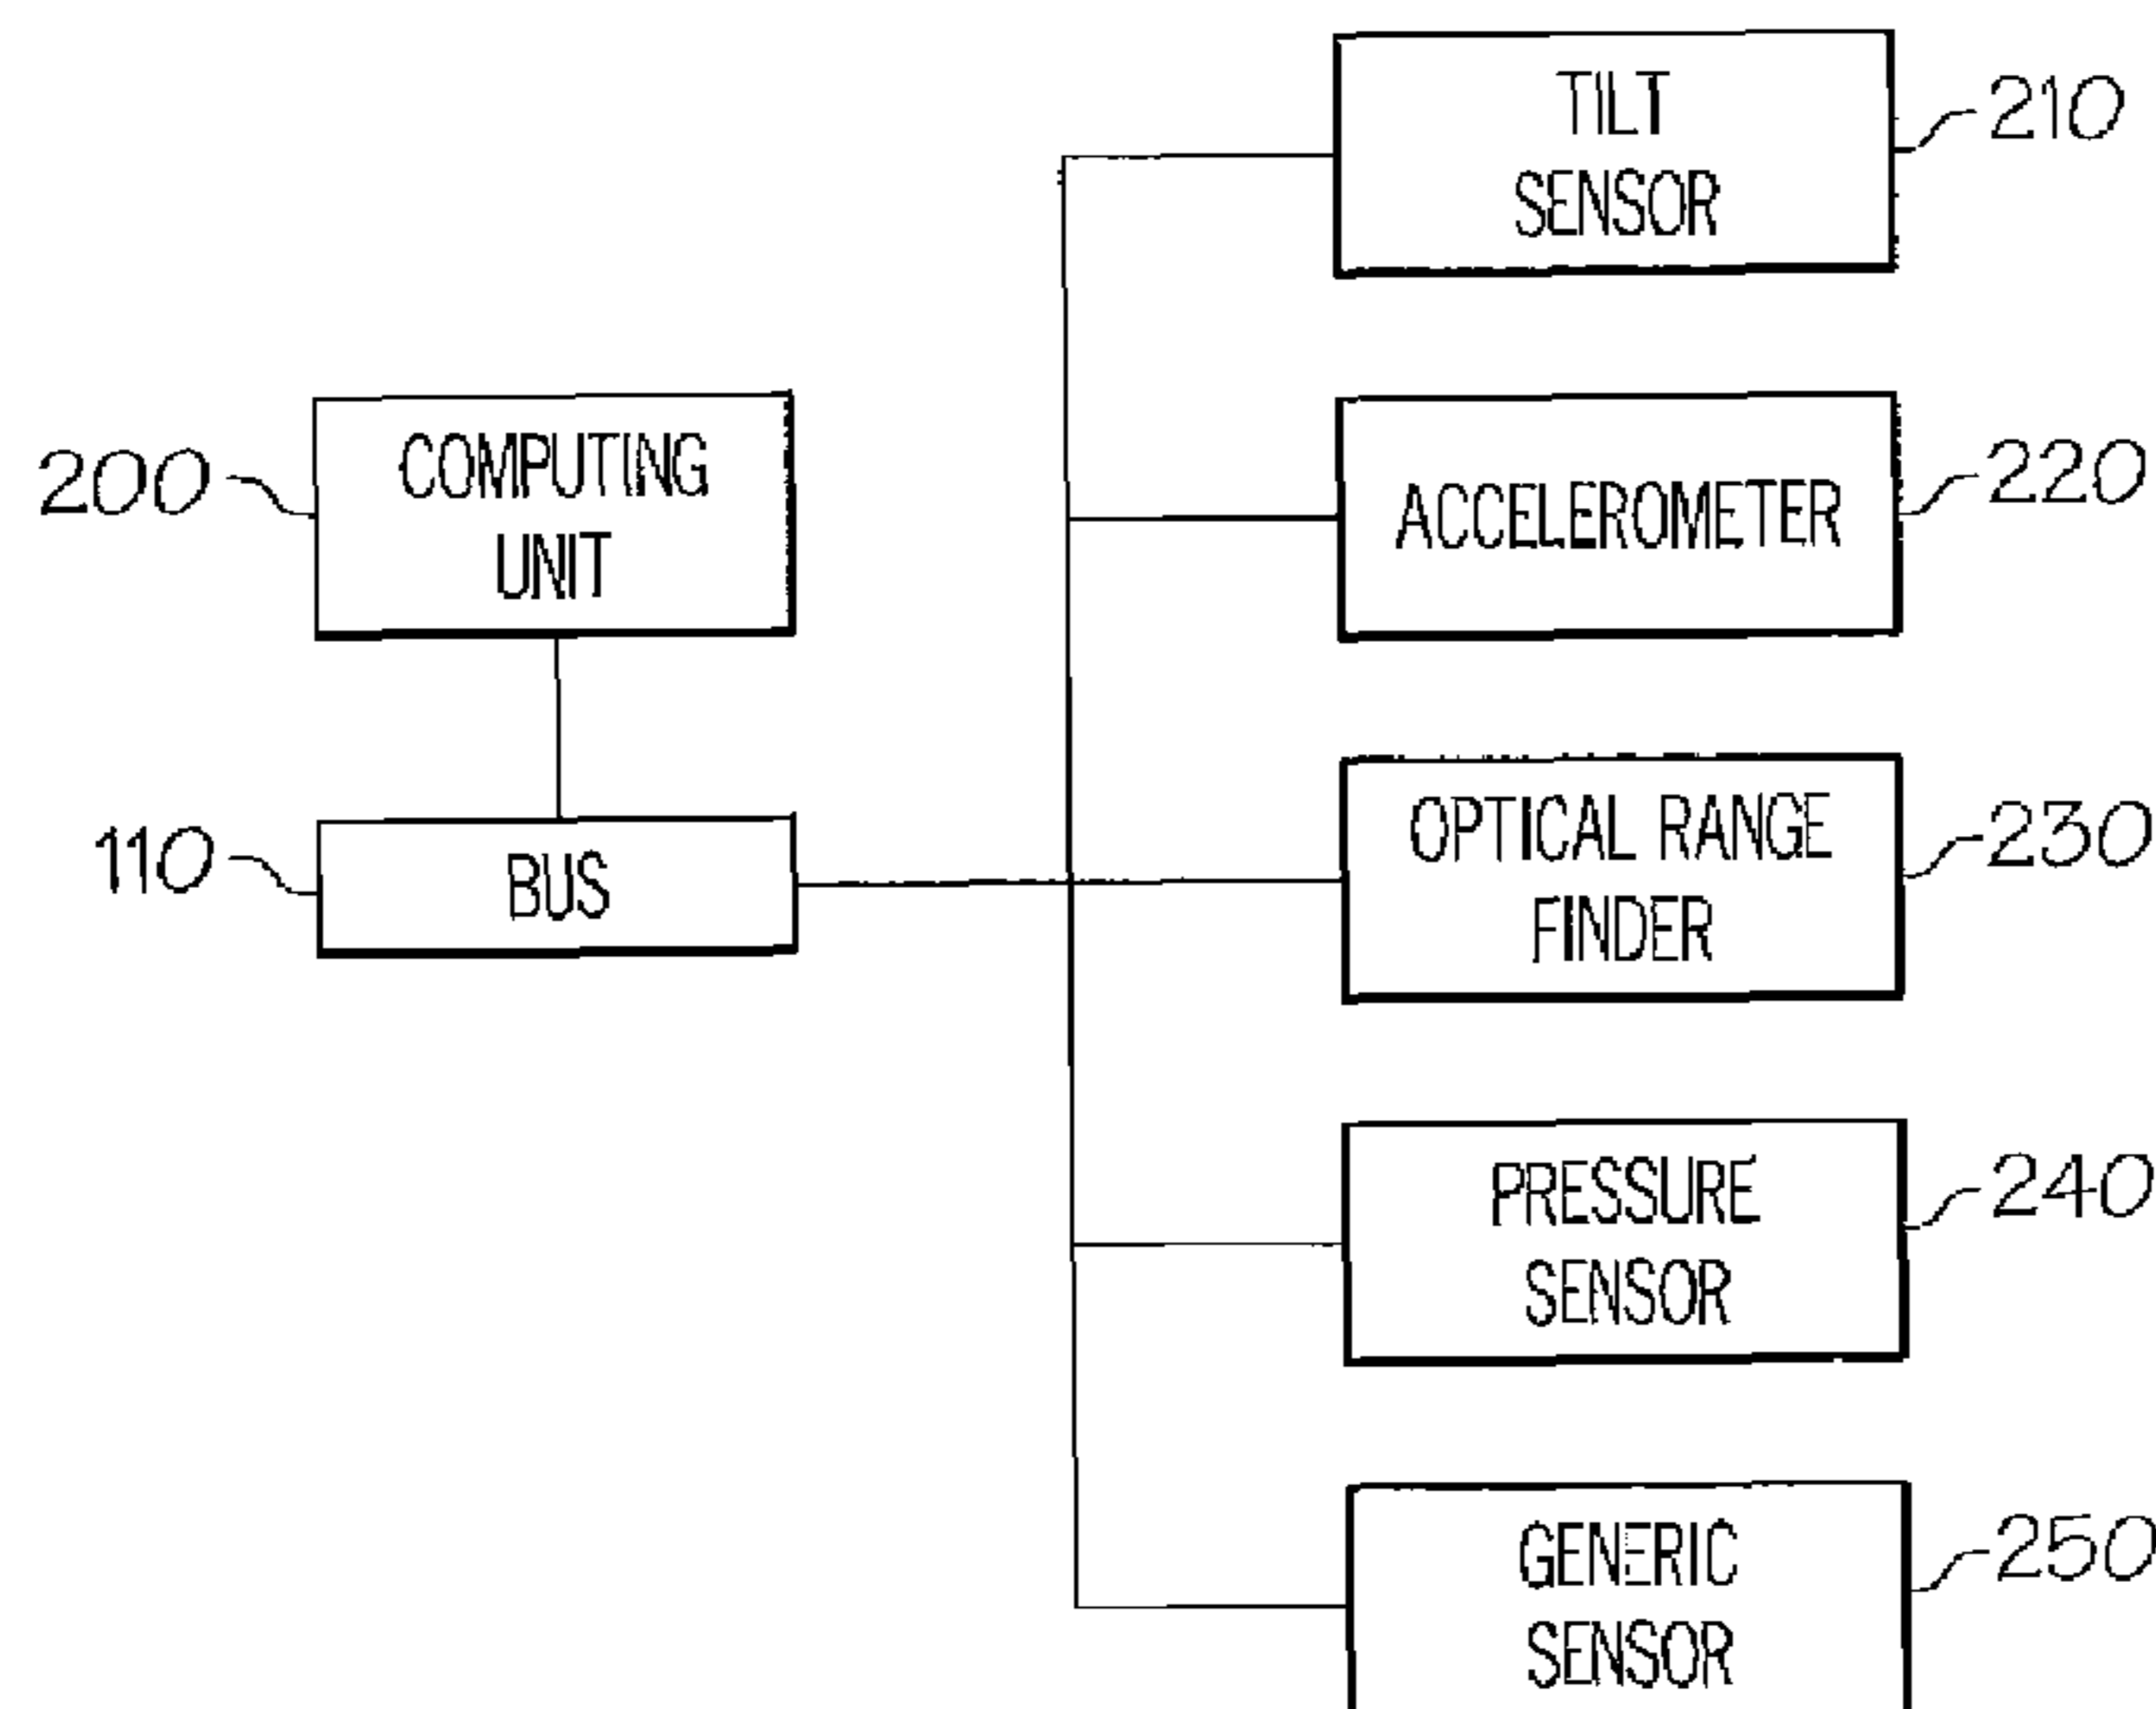 TILT
SENSOR
210
COMPUTING
UNIT
200
ACCELEROMETER
220
110
BUS
OPTICAL RANGE
FINDER
230
PRESSURE
SENSOR
240
GENERIC
SENSOR
250